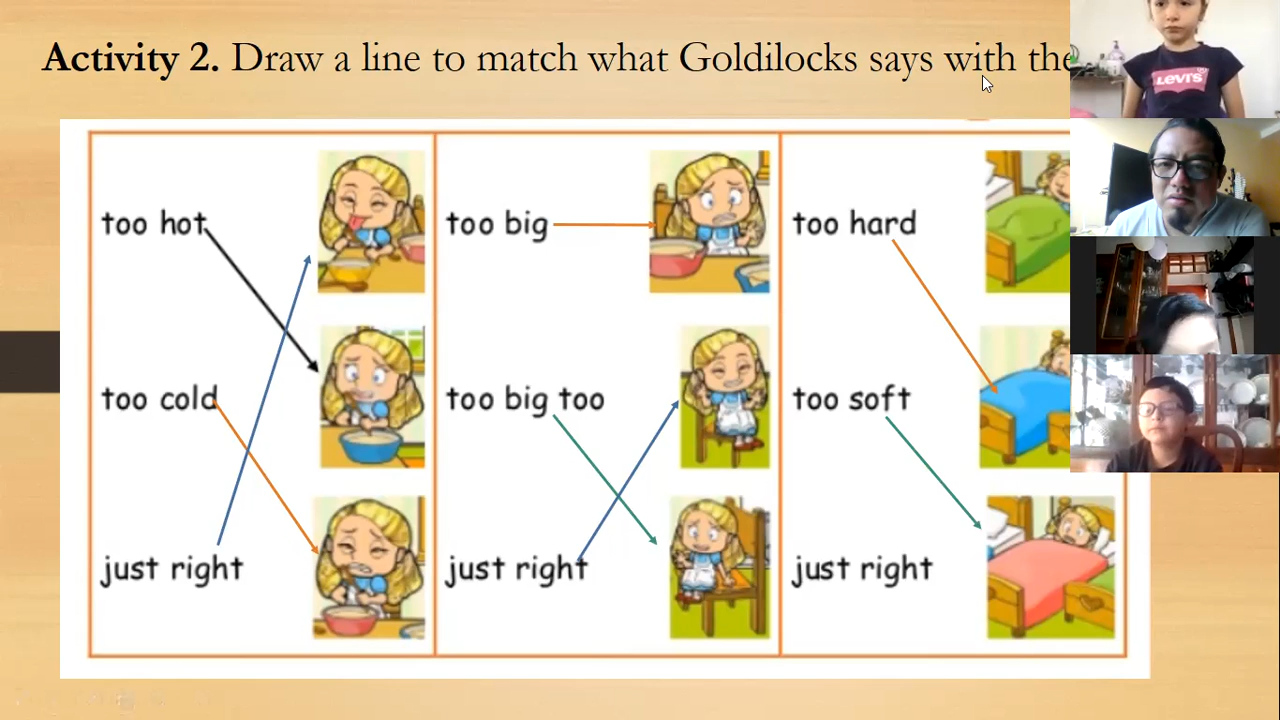 Activity 2. Draw a line to match what Goldilocks says with the
LEVI'S
too hot
too big
too hard
too cold
too big too
too soft
just right
just right
just right